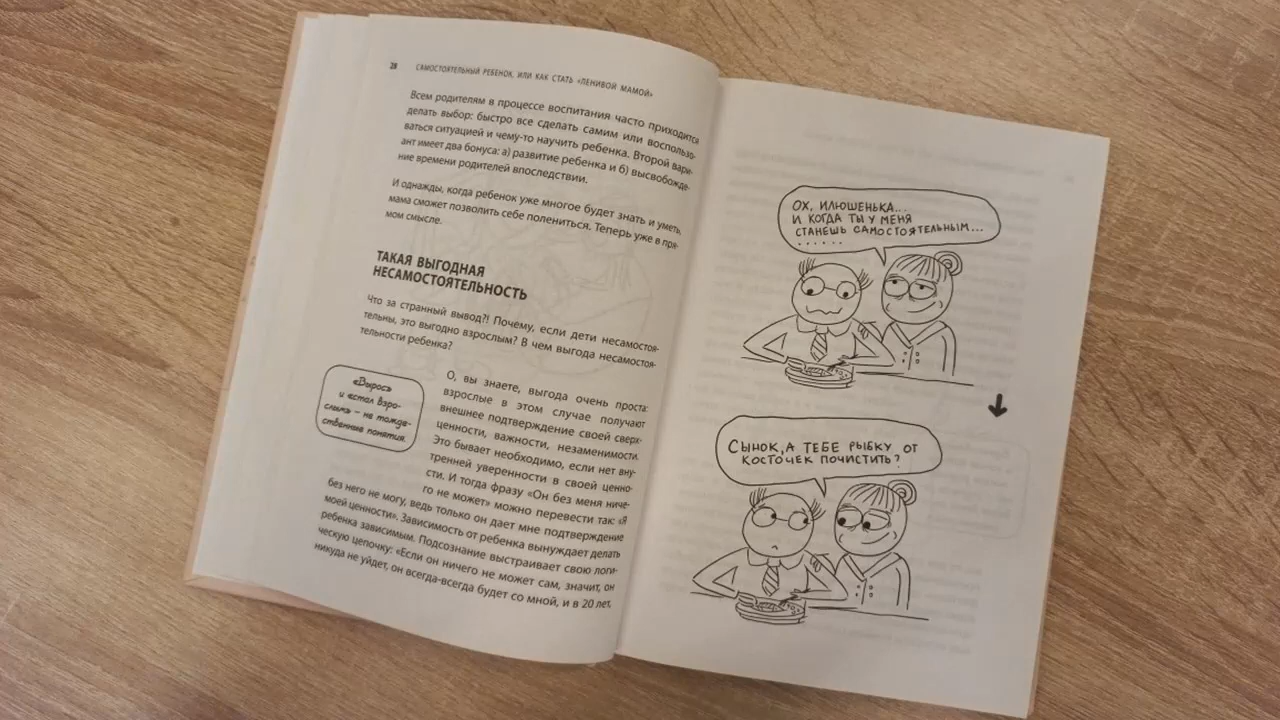 28 САМОСТОЯТЕЛЬНЫЙ РЕБЕНОК, ИЛИ КАК СТАТЬ «ЛЕНИВОЙ МАМОЙ»
Всем родителям в процессе воспитания часто приходится
делать выбор: быстро все сделать самим или воспользо-
ваться ситуацией и чему-то научить ребенка. Второй вари-
ант имеет два бонуса: а) развитие ребенка и б) высвобожде-
ние времени родителей впоследствии.
И однажды, когда ребенок уже многое будет знать и уметь,
мама сможет позволить себе полениться. Теперь уже в пря-
мом смысле.
ТАКАЯ ВЫГОДНАЯ
НЕСАМОСТОЯТЕЛЬНОСТЬ
Что за странный вывод?! Почему, если дети несамостоя-
тельны, это выгодно взрослым? В чем выгода несамостоя-
тельности ребенка?
«Вырос»
и «стал взро-
слым» – не тожде-
ственные понятия.
О, вы знаете, выгода очень проста:
взрослые в этом случае получают
внешнее подтверждение своей сверх-
ценности, важности, незаменимости.
Это бывает необходимо, если нет вну-
тренней уверенности в своей ценно-
сти. И тогда фразу «Он без меня ниче-
го не может» можно перевести так: «Я
без него не могу, ведь только он дает мне подтверждение
моей ценности». Зависимость от ребенка вынуждает делать
ребенка зависимым. Подсознание выстраивает свою логи-
ческую цепочку: «Если он ничего не может сам, значит, он
никуда не уйдет, он всегда-всегда будет со мной, и в 20 лет,
ОХ, ИЛЮШЕНЬКА...
И КОГДА ТЫ У МЕНЯ
СТАНЕШЬ САМОСТОЯТЕЛЬНЫМ...
......
СЫНОК, А ТЕБЕ РЫБКУ ОТ
КОСТОЧЕК ПОЧИСТИТЬ?